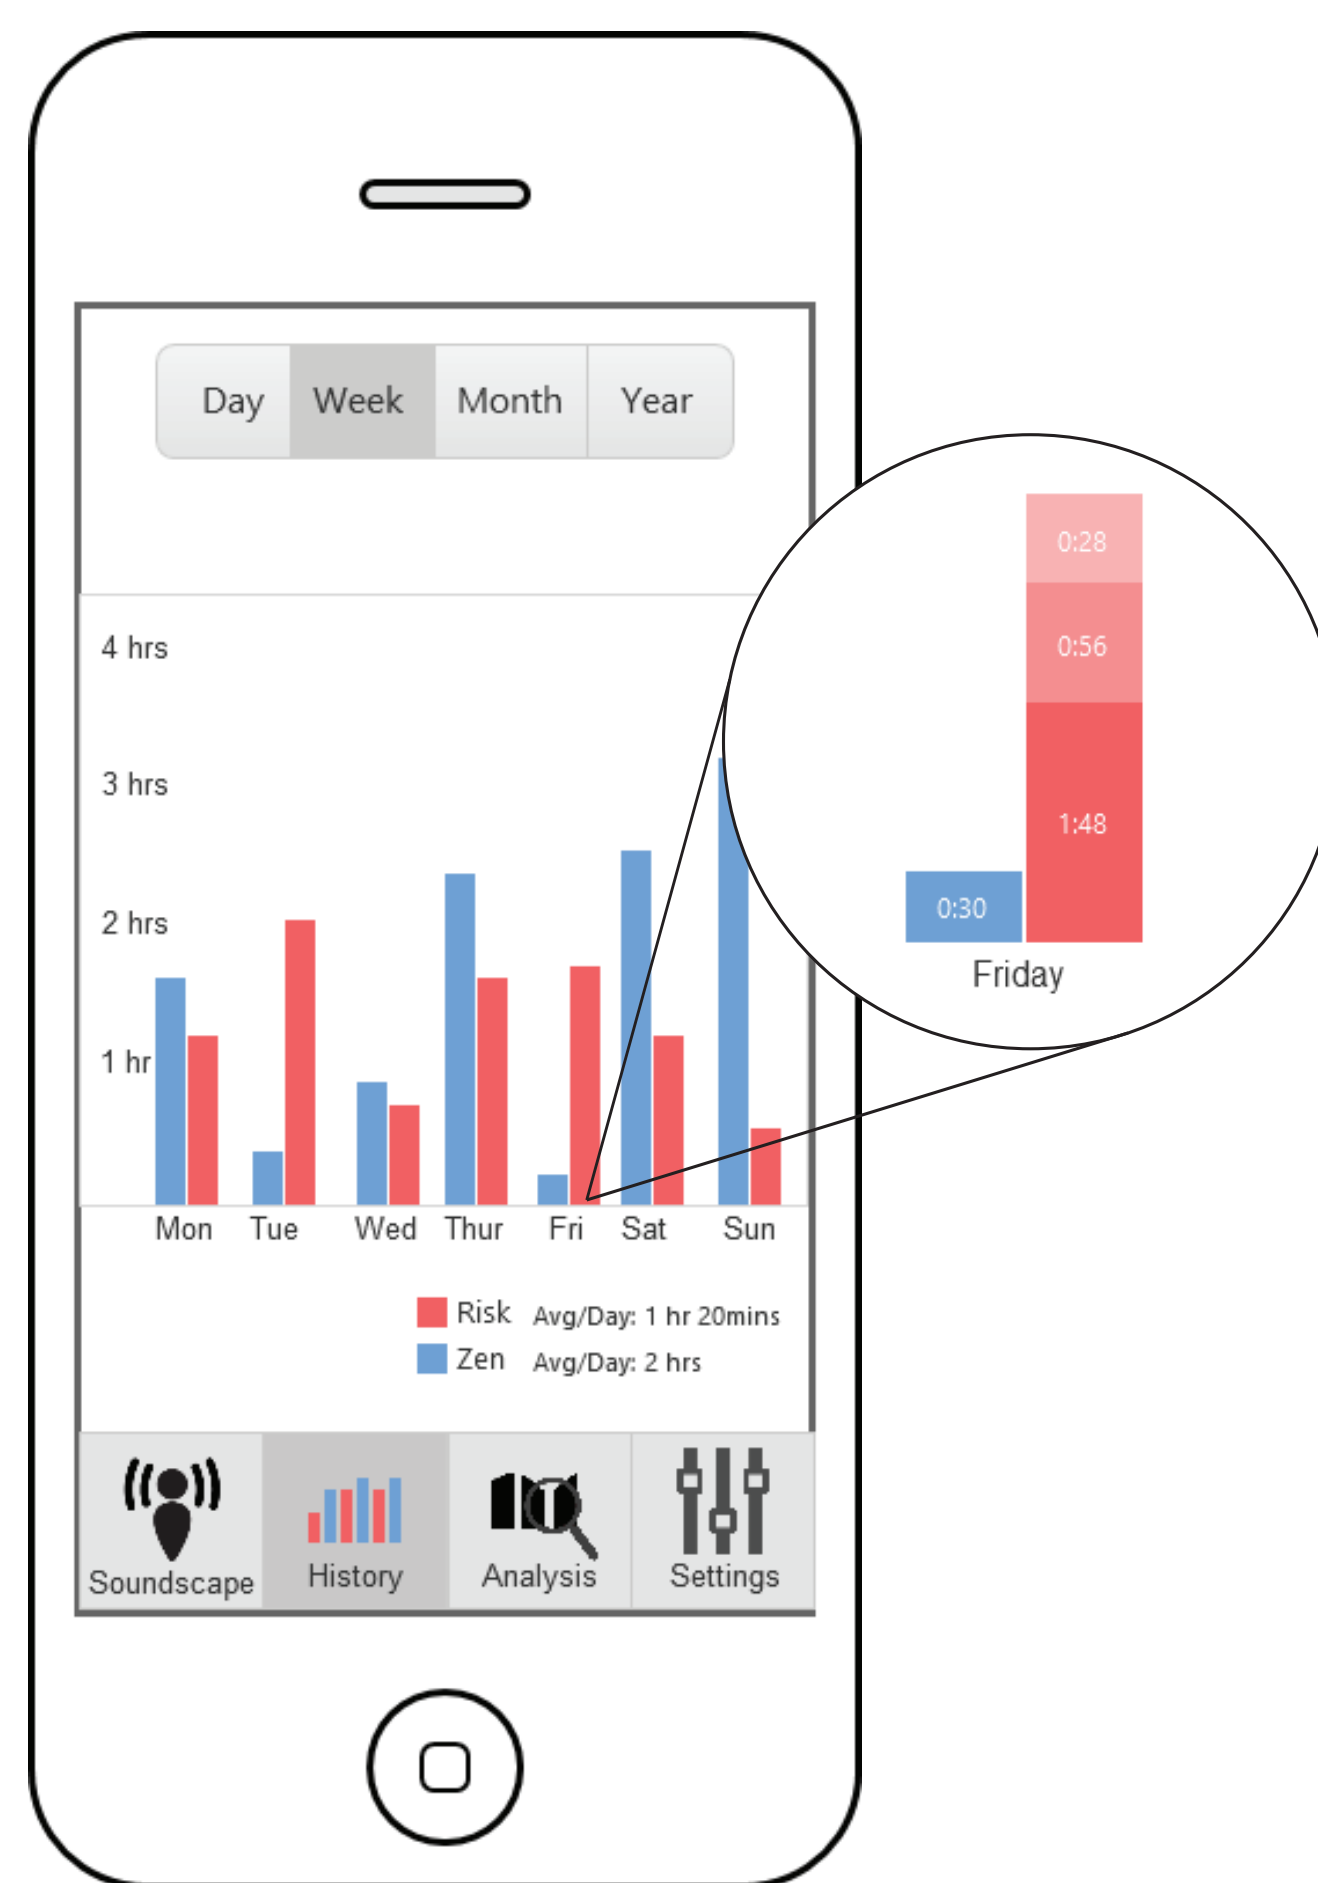 Day Week Month Year
4 hrs
3 hrs
2 hrs
1 hr
Mon Tue Wed Thur Fri Sat Sun
0:28
0:56
1:48
0:30
Friday
Risk Avg/Day: 1 hr 20mins
Zen Avg/Day: 2 hrs
Soundscape History Analysis Settings